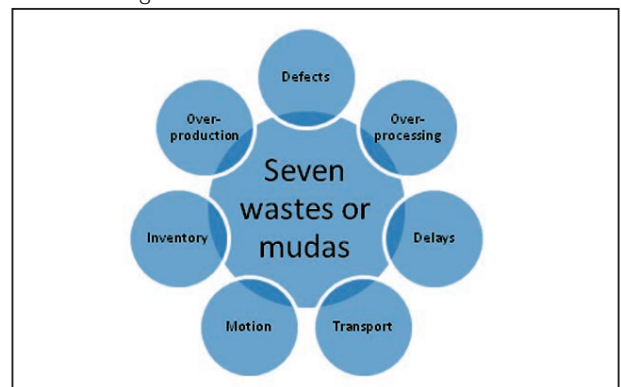 Defects
Over-
processing
Delays
Transport
Motion
Inventory
Over-
production
Seven
wastes or
mudas